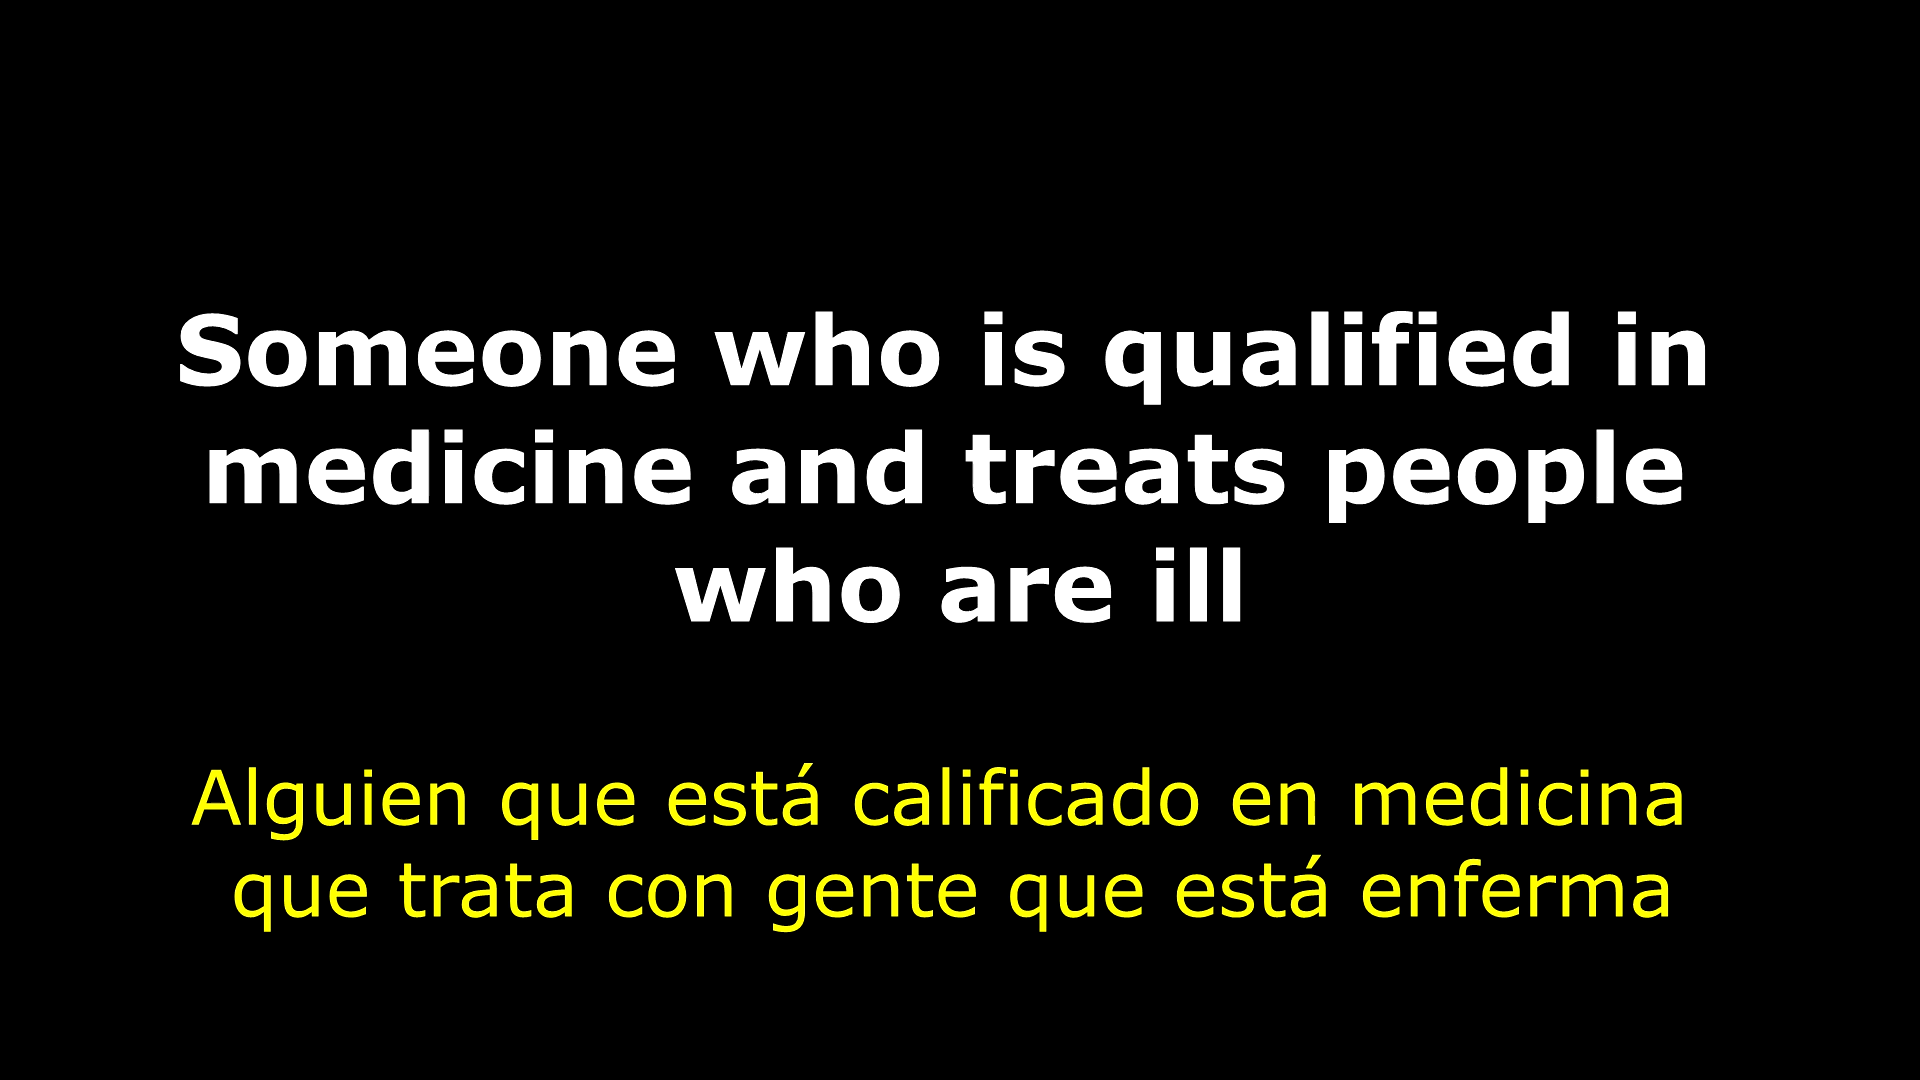 Someone who is qualified in
medicine and treats people
who are ill
Alguien que está calificado en medicina
que trata con gente que está enferma